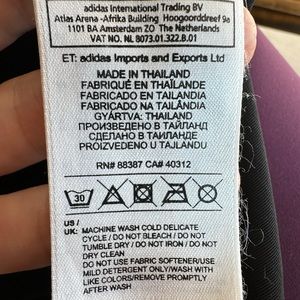 adidas International Trading BV
Atlas Arena -Afrika Building Hoogoorddreef 9a
1101 BA Amsterdam ZO The Netherlands
VAT NO. NL 8073.01.322.B.01
ET: adidas Imports and Exports Ltd
MADE IN THAILAND
FABRIQUÉ EN THAÏLANDE
FABRICADO EN TAILANDIA
FABRICADO NA TAILÂNDIA
GYÁRTVA: THAILAND
ПРОИЗВЕДЕНО В ТАЙЛАНД
СДЕЛАНО В ТАИЛАНДЕ
PROIZVEDENO U TAJLANDU
RN# 88387 CA# 40312
30
US /
UK: MACHINE WASH COLD DELICATE
CYCLE / DO NOT BLEACH / DO NOT
TUMBLE DRY / DO NOT IRON / DO NOT
DRY CLEAN
DO NOT USE FABRIC SOFTENER/USE
MILD DETERGENT ONLY/WASH WITH
LIKE COLORS/REMOVE PROMPTLY
AFTER WASH